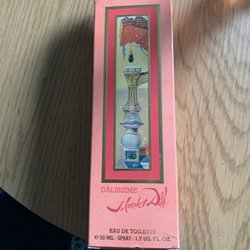 DALISSIME
Salvador Dali
EAU DE TOILETTE
℮ 50 ML - SPRAY - 1.7 US. FL. OZ.